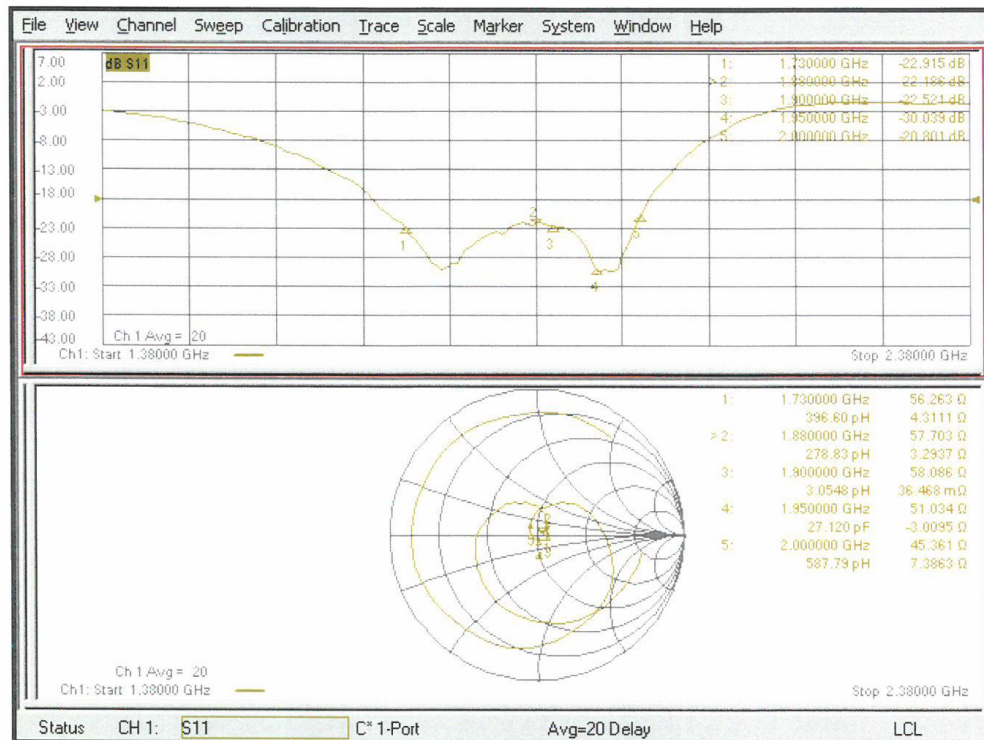 File View Channel Sweep Calibration Trace Scale Marker System Window Help
dB S11
7.00
2.00
-3.00
-8.00
-13.00
-18.00
-23.00
-28.00
-33.00
-38.00
-43.00
1: 1.730000 GHz -22.915 dB
>2: 1.880000 GHz -22.186 dB
3: 1.900000 GHz -22.521 dB
4: 1.950000 GHz -30.039 dB
5: 2.000000 GHz -20.801 dB
1
2
3
4
5
Ch 1 Avg = 20
Ch1: Start 1.38000 GHz
Stop 2.38000 GHz
1: 1.730000 GHz 56.263 Ω
396.60 pH 4.3111 Ω
>2: 1.880000 GHz 57.703 Ω
278.83 pH 3.2937 Ω
3: 1.900000 GHz 58.086 Ω
3.0548 pH 36.468 mΩ
4: 1.950000 GHz 51.034 Ω
27.120 pF -3.0095 Ω
5: 2.000000 GHz 45.361 Ω
587.79 pH 7.3863 Ω
Ch 1 Avg = 20
Ch1: Start 1.38000 GHz
Stop 2.38000 GHz
Status CH 1: S11 C* 1-Port Avg=20 Delay LCL